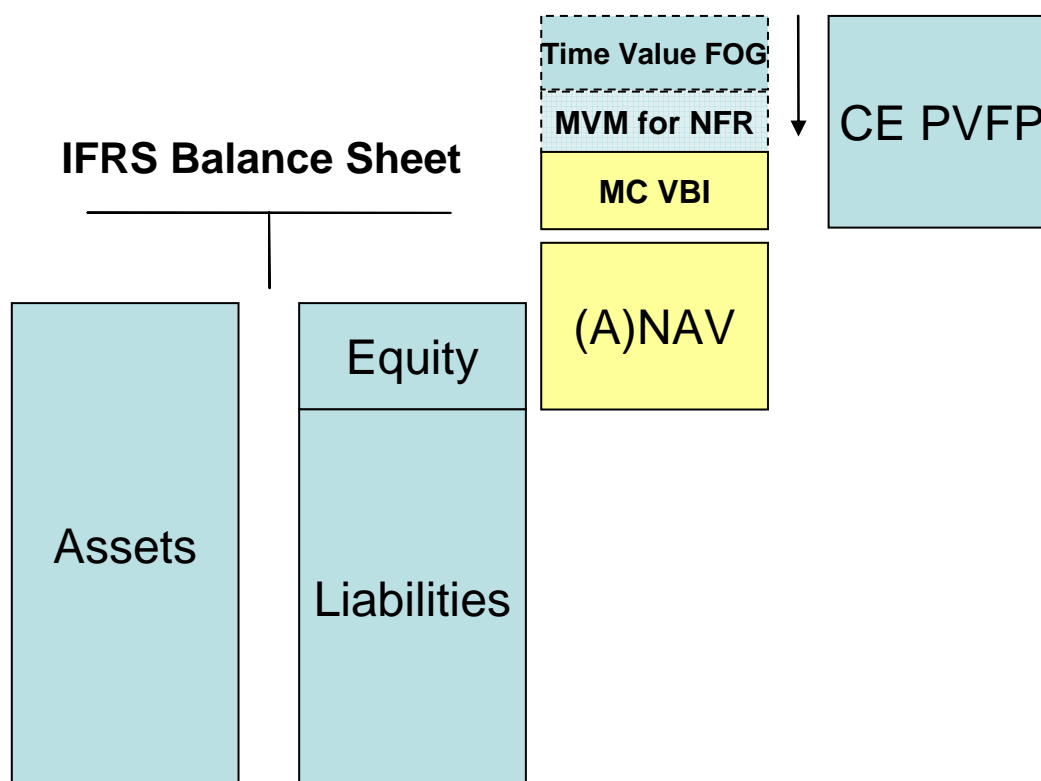 Time Value FOG
MVM for NFR
CE PVFP
IFRS Balance Sheet
MC VBI
(A)NAV
Equity
Assets
Liabilities